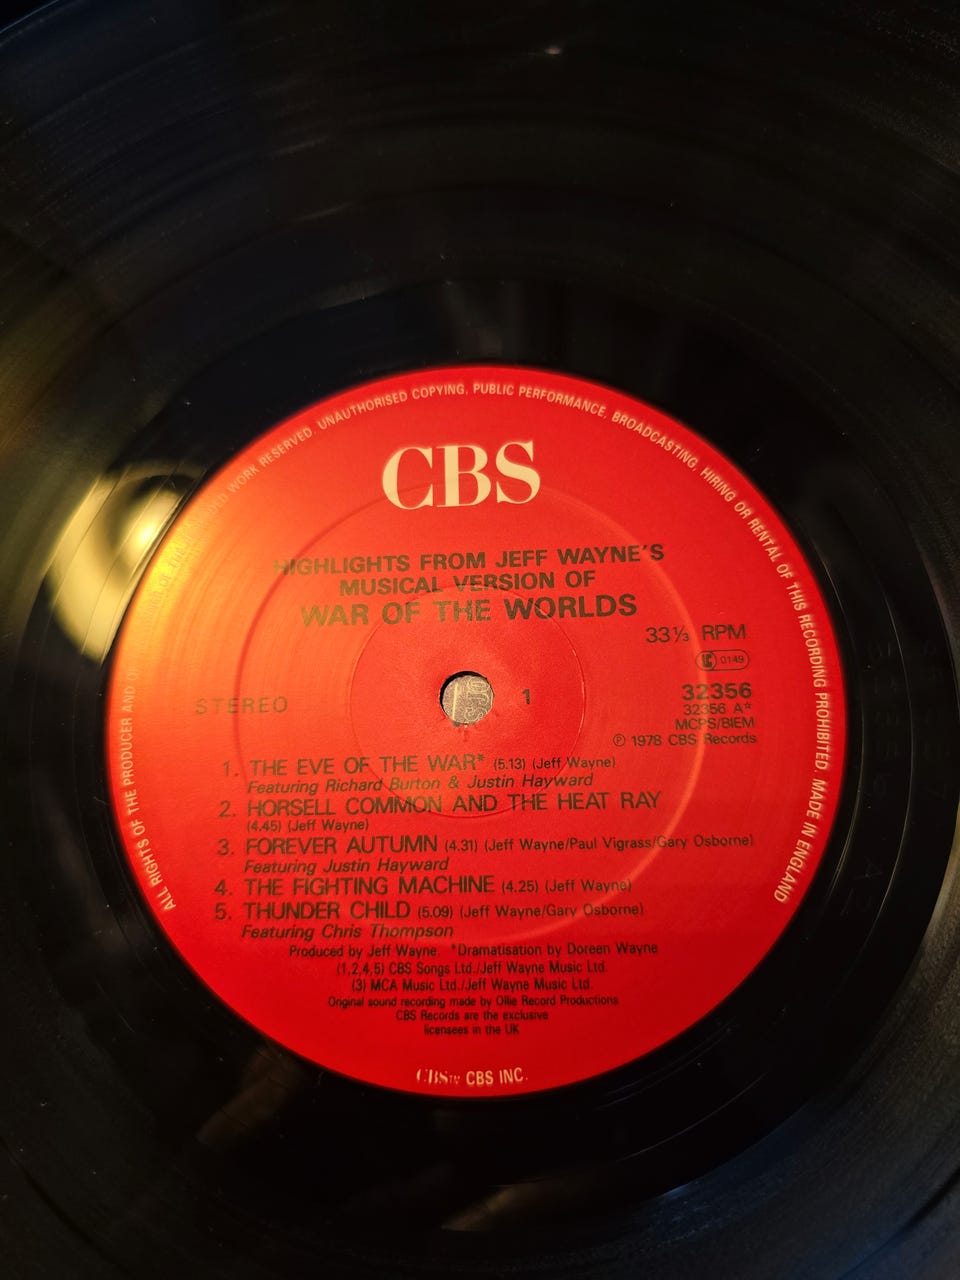 ALL RIGHTS OF THE PRODUCER AND OF THE OWNER OF THE RECORDED WORK RESERVED. UNAUTHORISED COPYING, PUBLIC PERFORMANCE, BROADCASTING, HIRING OR RENTAL OF THIS RECORDING PROHIBITED. MADE IN ENGLAND
CBS
HIGHLIGHTS FROM JEFF WAYNE'S
MUSICAL VERSION OF
WAR OF THE WORLDS
33⅓ RPM
LC 0149
STEREO
1
32356
32356 A*
MCPS/BIEM
℗ 1978 CBS Records
1. THE EVE OF THE WAR* (5.13) (Jeff Wayne)
Featuring Richard Burton & Justin Hayward
2. HORSELL COMMON AND THE HEAT RAY
(4.45) (Jeff Wayne)
3. FOREVER AUTUMN (4.31) (Jeff Wayne/Paul Vigrass/Gary Osborne)
Featuring Justin Hayward
4. THE FIGHTING MACHINE (4.25) (Jeff Wayne)
5. THUNDER CHILD (5.09) (Jeff Wayne/Gary Osborne)
Featuring Chris Thompson
Produced by Jeff Wayne. *Dramatisation by Doreen Wayne
(1,2,4,5) CBS Songs Ltd./Jeff Wayne Music Ltd.
(3) MCA Music Ltd./Jeff Wayne Music Ltd.
Original sound recording made by Ollie Record Productions
CBS Records are the exclusive
licensees in the UK
CBS™ CBS INC.